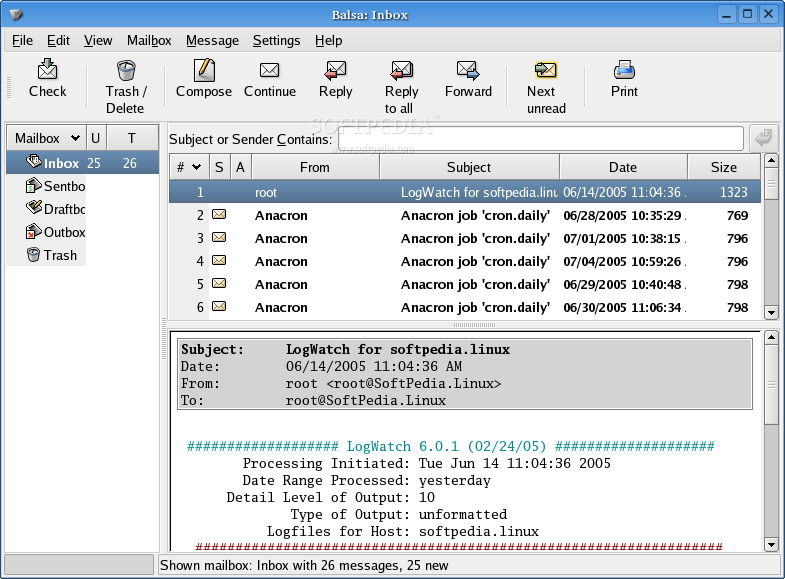 Balsa: Inbox
File Edit View Mailbox Message Settings Help
Check Trash / Delete Compose Continue Reply Reply to all Forward Next unread Print
SOFTPEDIA
www.softpedia.com
Mailbox U T
Subject or Sender Contains:
Inbox 25 26
Sentbo
Draftbo
Outbox
Trash
# S A From Subject Date Size
1 root LogWatch for softpedia.linu 06/14/2005 11:04:36 . 1323
2 Anacron Anacron job 'cron.daily' 06/28/2005 10:35:29 . 769
3 Anacron Anacron job 'cron.daily' 07/01/2005 10:38:15 . 796
4 Anacron Anacron job 'cron.daily' 07/04/2005 10:59:26 . 796
5 Anacron Anacron job 'cron.daily' 06/29/2005 10:40:48 . 798
6 Anacron Anacron job 'cron.daily' 06/30/2005 11:06:34 . 798
Subject: LogWatch for softpedia.linux
Date: 06/14/2005 11:04:36 AM
From: root <root@SoftPedia.Linux>
To: root@SoftPedia.Linux
################### LogWatch 6.0.1 (02/24/05) ####################
Processing Initiated: Tue Jun 14 11:04:36 2005
Date Range Processed: yesterday
Detail Level of Output: 10
Type of Output: unformatted
Logfiles for Host: softpedia.linux
##################################################################
Shown mailbox: Inbox with 26 messages, 25 new